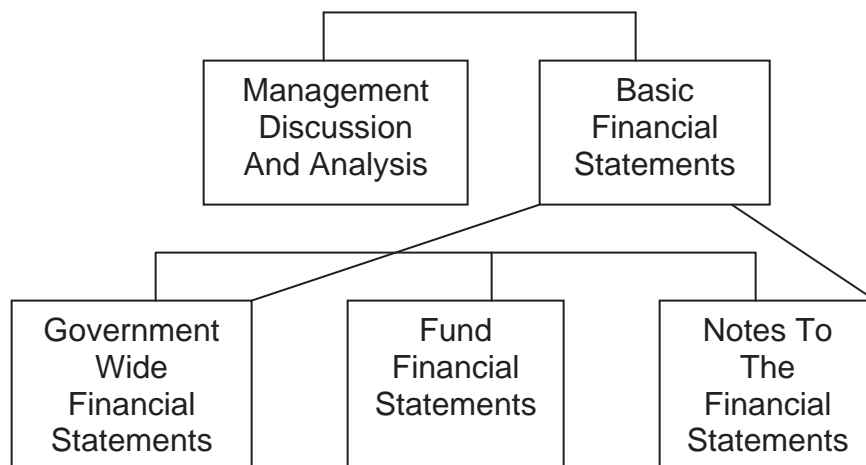 Management
Discussion
And Analysis
Basic
Financial
Statements
Government
Wide
Financial
Statements
Fund
Financial
Statements
Notes To
The
Financial
Statements